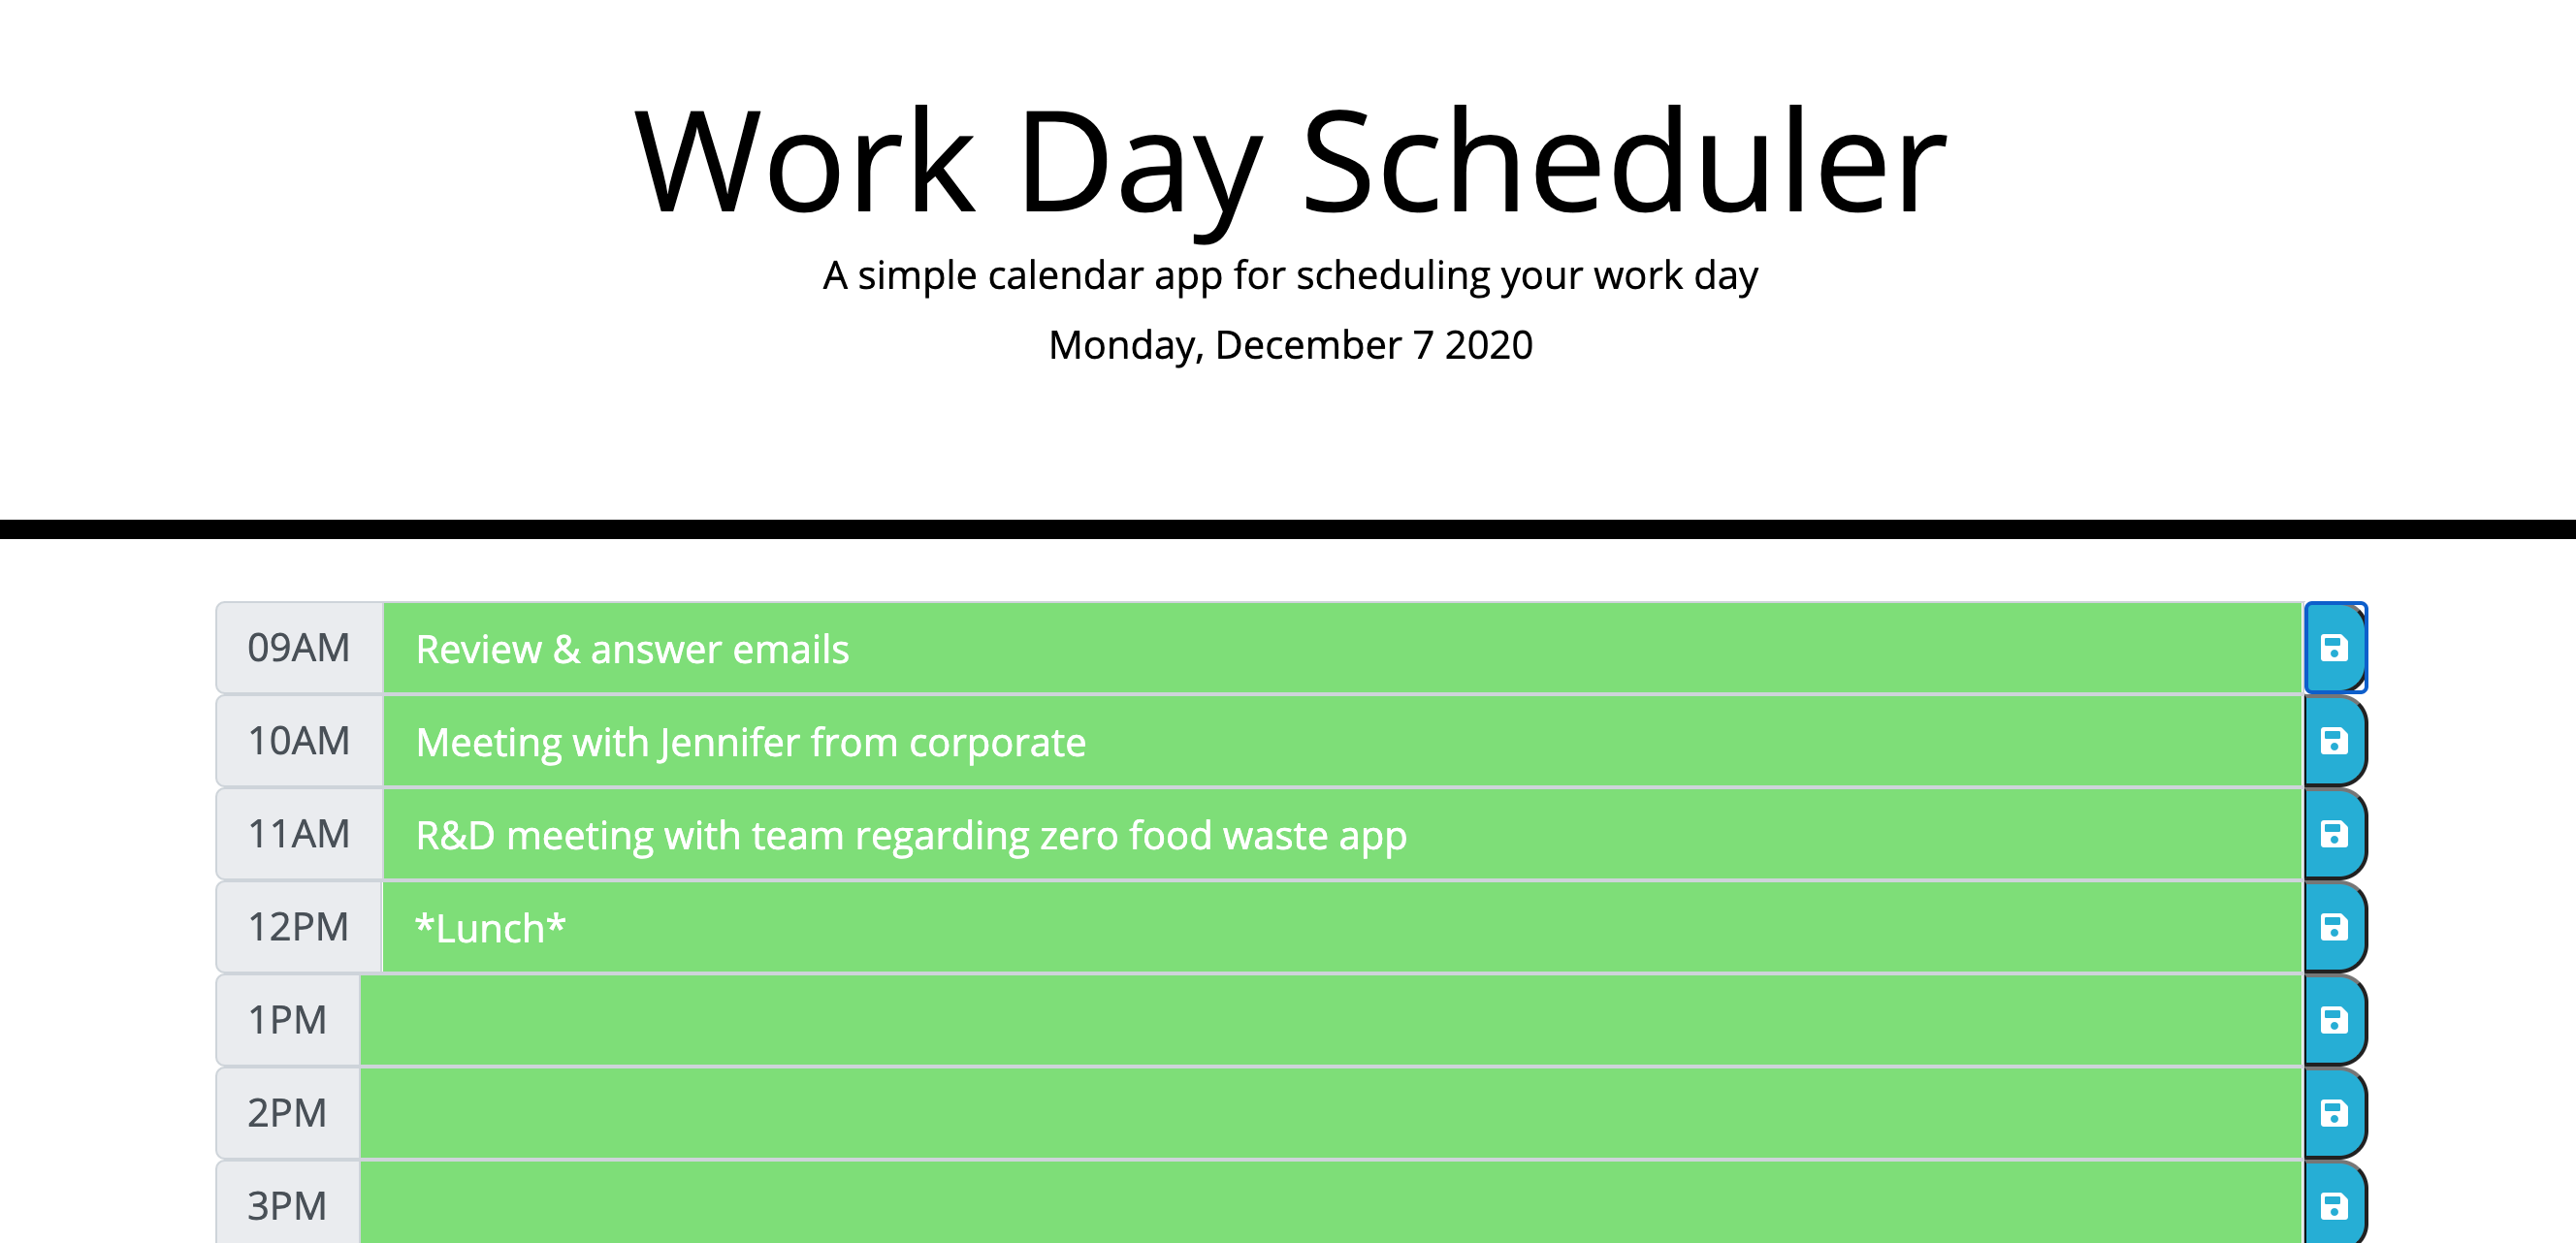 Work Day Scheduler
A simple calendar app for scheduling your work day
Monday, December 7 2020
09AM Review & answer emails
10AM Meeting with Jennifer from corporate
11AM R&D meeting with team regarding zero food waste app
12PM *Lunch*
1PM
2PM
3PM